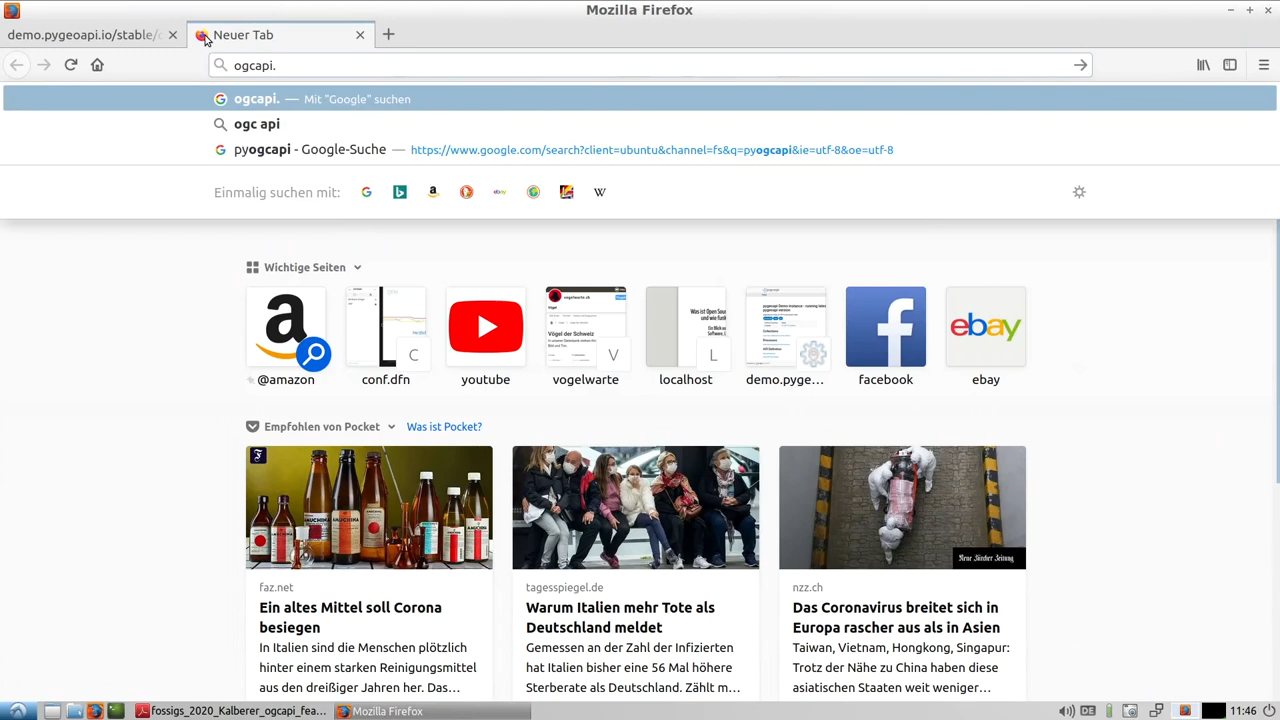 Mozilla Firefox
demo.pygeoapi.io/stable/
Neuer Tab
ogcapi.
ogcapi. — Mit "Google" suchen
ogc api
pyogcapi - Google-Suche — https://www.google.com/search?client=ubuntu&channel=fs&q=pyogcapi&ie=utf-8&oe=utf-8
Einmalig suchen mit:
Wichtige Seiten
@amazon
conf.dfn
youtube
vogelwarte
localhost
demo.pyge...
facebook
ebay
Empfohlen von Pocket
Was ist Pocket?
faz.net
Ein altes Mittel soll Corona
besiegen
In Italien sind die Menschen plötzlich
hinter einem starken Reinigungsmittel
aus den dreißiger Jahren her. Das...
tagesspiegel.de
Warum Italien mehr Tote als
Deutschland meldet
Gemessen an der Zahl der Infizierten
hat Italien bisher eine 56 Mal höhere
Sterberate als Deutschland. Zählt m...
nzz.ch
Das Coronavirus breitet sich in
Europa rascher aus als in Asien
Taiwan, Vietnam, Hongkong, Singapur:
Trotz der Nähe zu China haben diese
asiatischen Staaten weit weniger...
fossigs_2020_Kalberer_ogcapi_fea...
Mozilla Firefox
DE
11:46